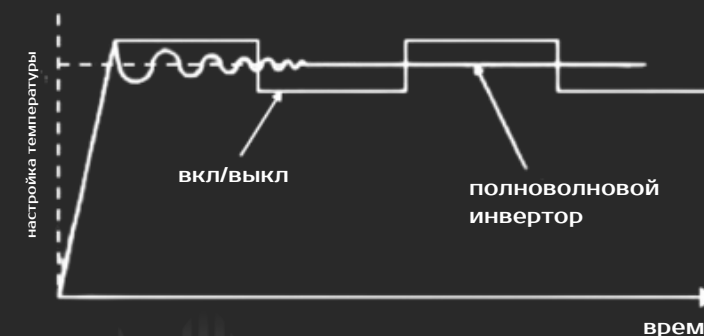 настройка температуры
вкл/выкл
полноволновой
инвертор
врем